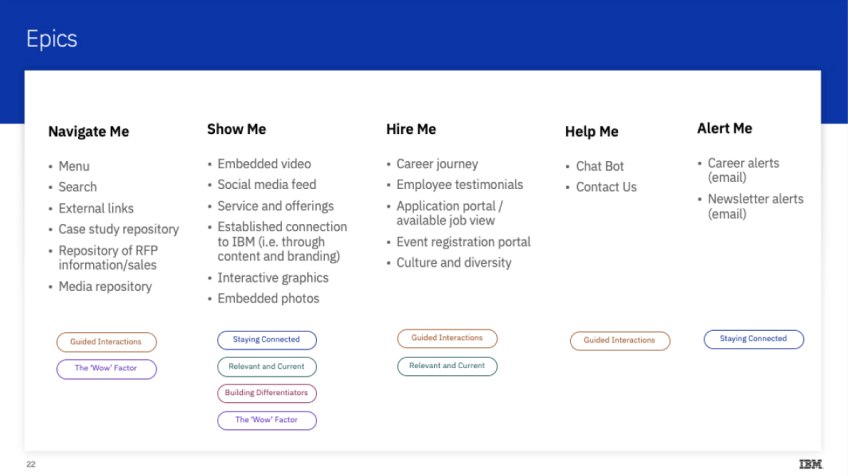 Epics
Navigate Me
• Menu
• Search
• External links
• Case study repository
• Repository of RFP
information/sales
• Media repository
Guided Interactions
The 'Wow' Factor
Show Me
• Embedded video
• Social media feed
• Service and offerings
• Established connection
to IBM (i.e. through
content and branding)
• Interactive graphics
• Embedded photos
Staying Connected
Relevant and Current
Building Differentiators
The 'Wow' Factor
Hire Me
• Career journey
• Employee testimonials
• Application portal /
available job view
• Event registration portal
• Culture and diversity
Guided Interactions
Relevant and Current
Help Me
• Chat Bot
• Contact Us
Guided Interactions
Alert Me
• Career alerts
(email)
• Newsletter alerts
(email)
Staying Connected
22
IBM